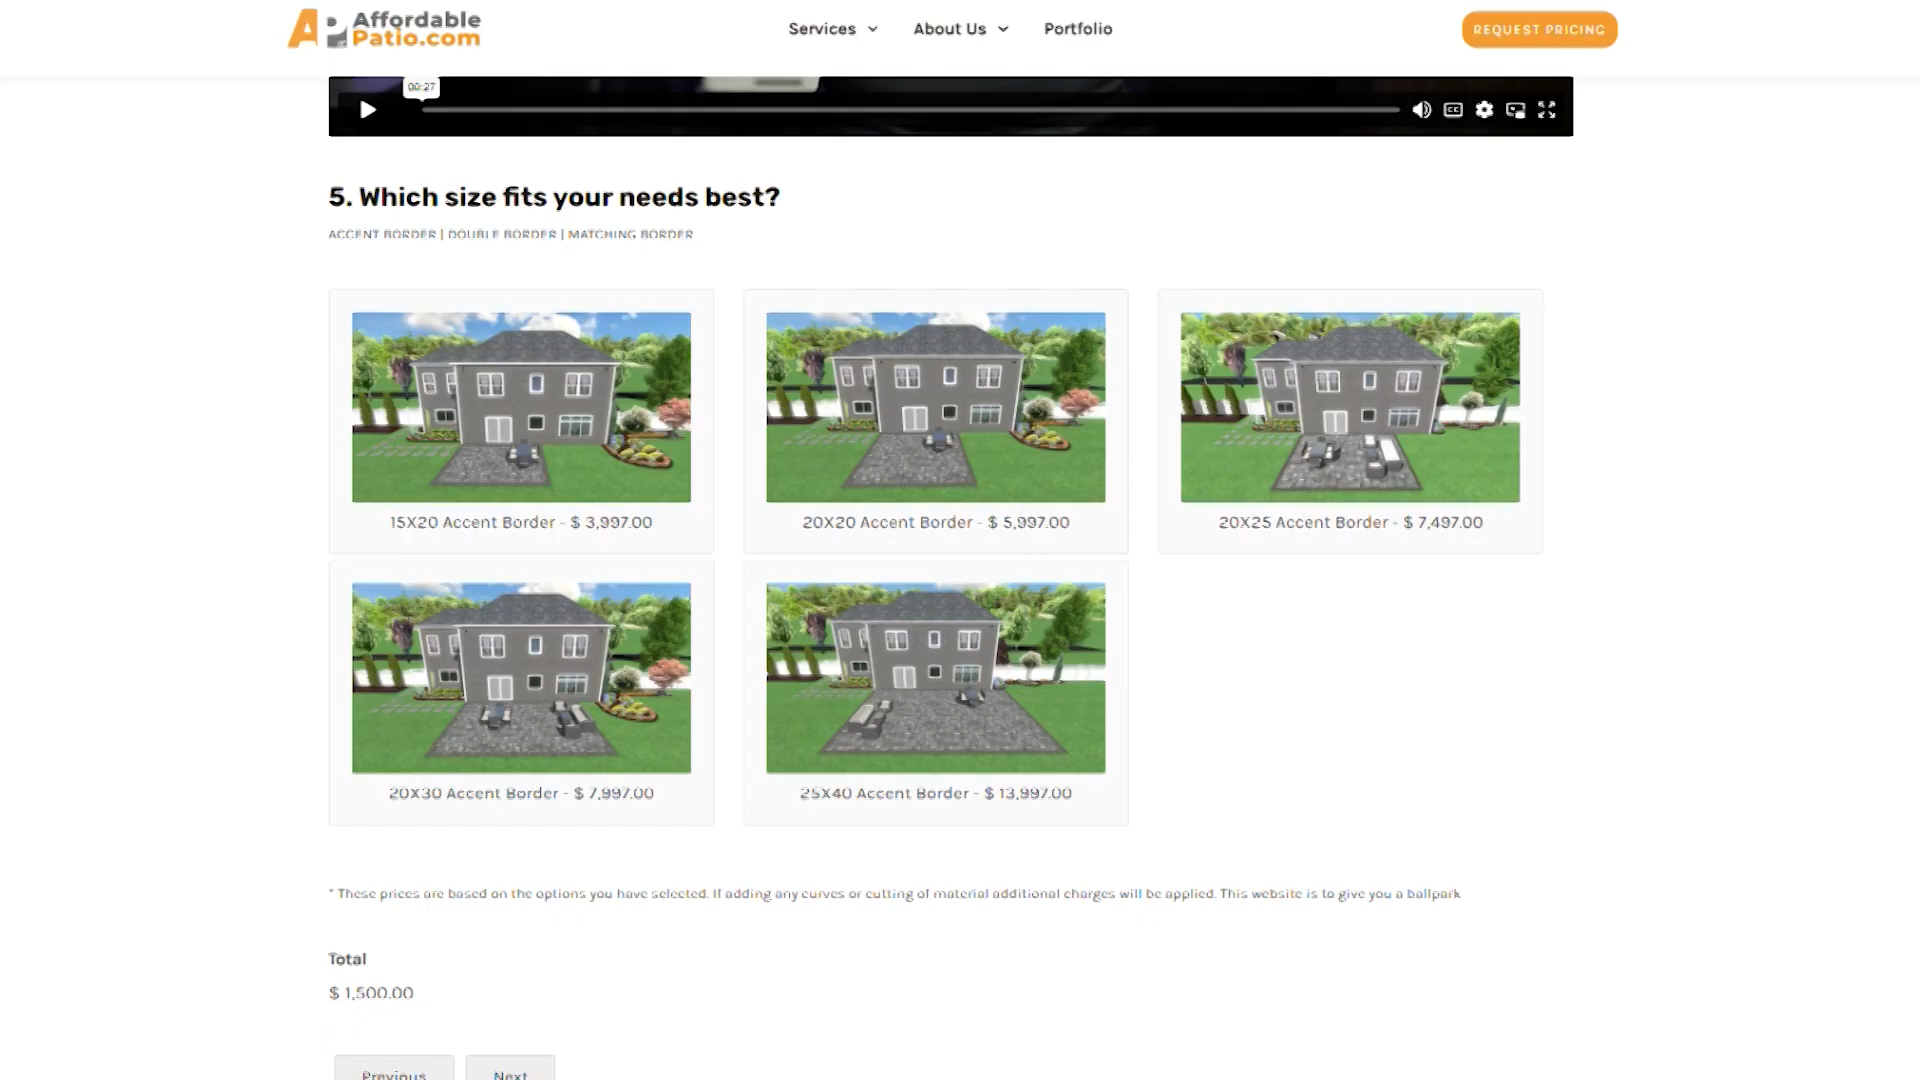 Affordable
Patio.com
Services
About Us
Portfolio
REQUEST PRICING
00:27
CC
5. Which size fits your needs best?
ACCENT BORDER | DOUBLE BORDER | MATCHING BORDER
15X20 Accent Border - $ 3,997.00
20X20 Accent Border - $ 5,997.00
20X25 Accent Border - $ 7,497.00
20X30 Accent Border - $ 7,997.00
25X40 Accent Border - $ 13,997.00
* These prices are based on the options you have selected. If adding any curves or cutting of material additional charges will be applied. This website is to give you a ballpark
Total
$ 1,500.00
Previous
Next